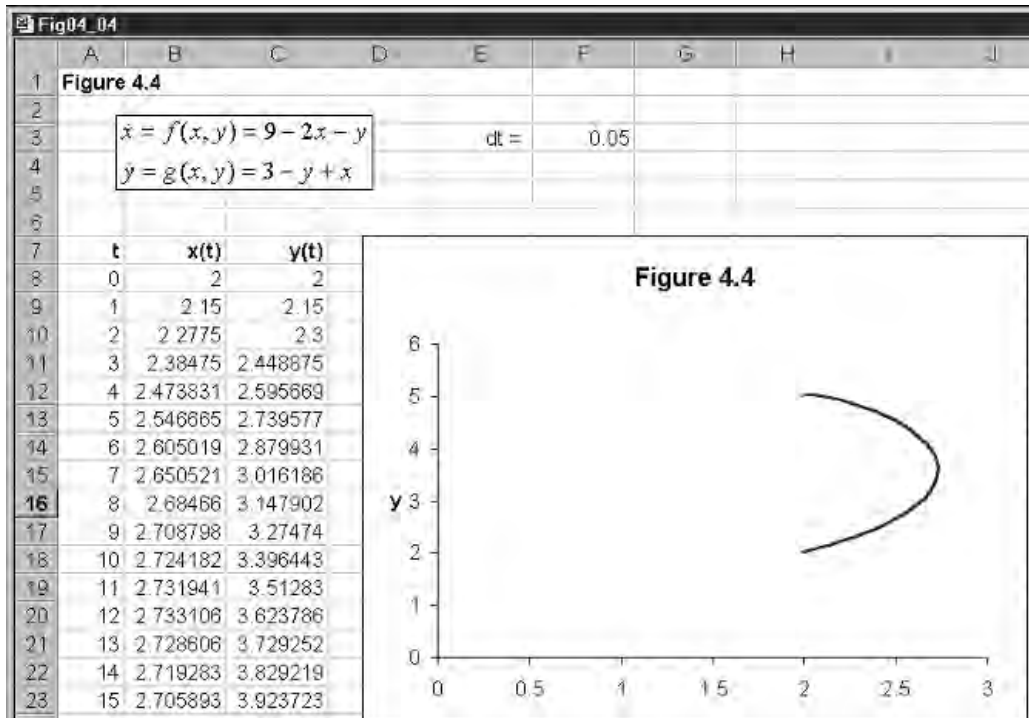 Fig04_04
A B C D E F G H I J
1 Figure 4.4
2
3 ẋ = f(x, y) = 9 − 2x − y dt = 0.05
4 ẏ = g(x, y) = 3 − y + x
5
6
7 t x(t) y(t)
8 0 2 2
9 1 2.15 2.15
10 2 2.2775 2.3
11 3 2.38475 2.448875
12 4 2.473831 2.595669
13 5 2.546665 2.739577
14 6 2.605019 2.879931
15 7 2.650521 3.016186
16 8 2.68466 3.147902
17 9 2.708798 3.27474
18 10 2.724182 3.396443
19 11 2.731941 3.51283
20 12 2.733106 3.623786
21 13 2.728606 3.729252
22 14 2.719283 3.829219
23 15 2.705893 3.923723
Figure 4.4
6
5
4
y 3
2
1
0
0 0.5 1 1.5 2 2.5 3